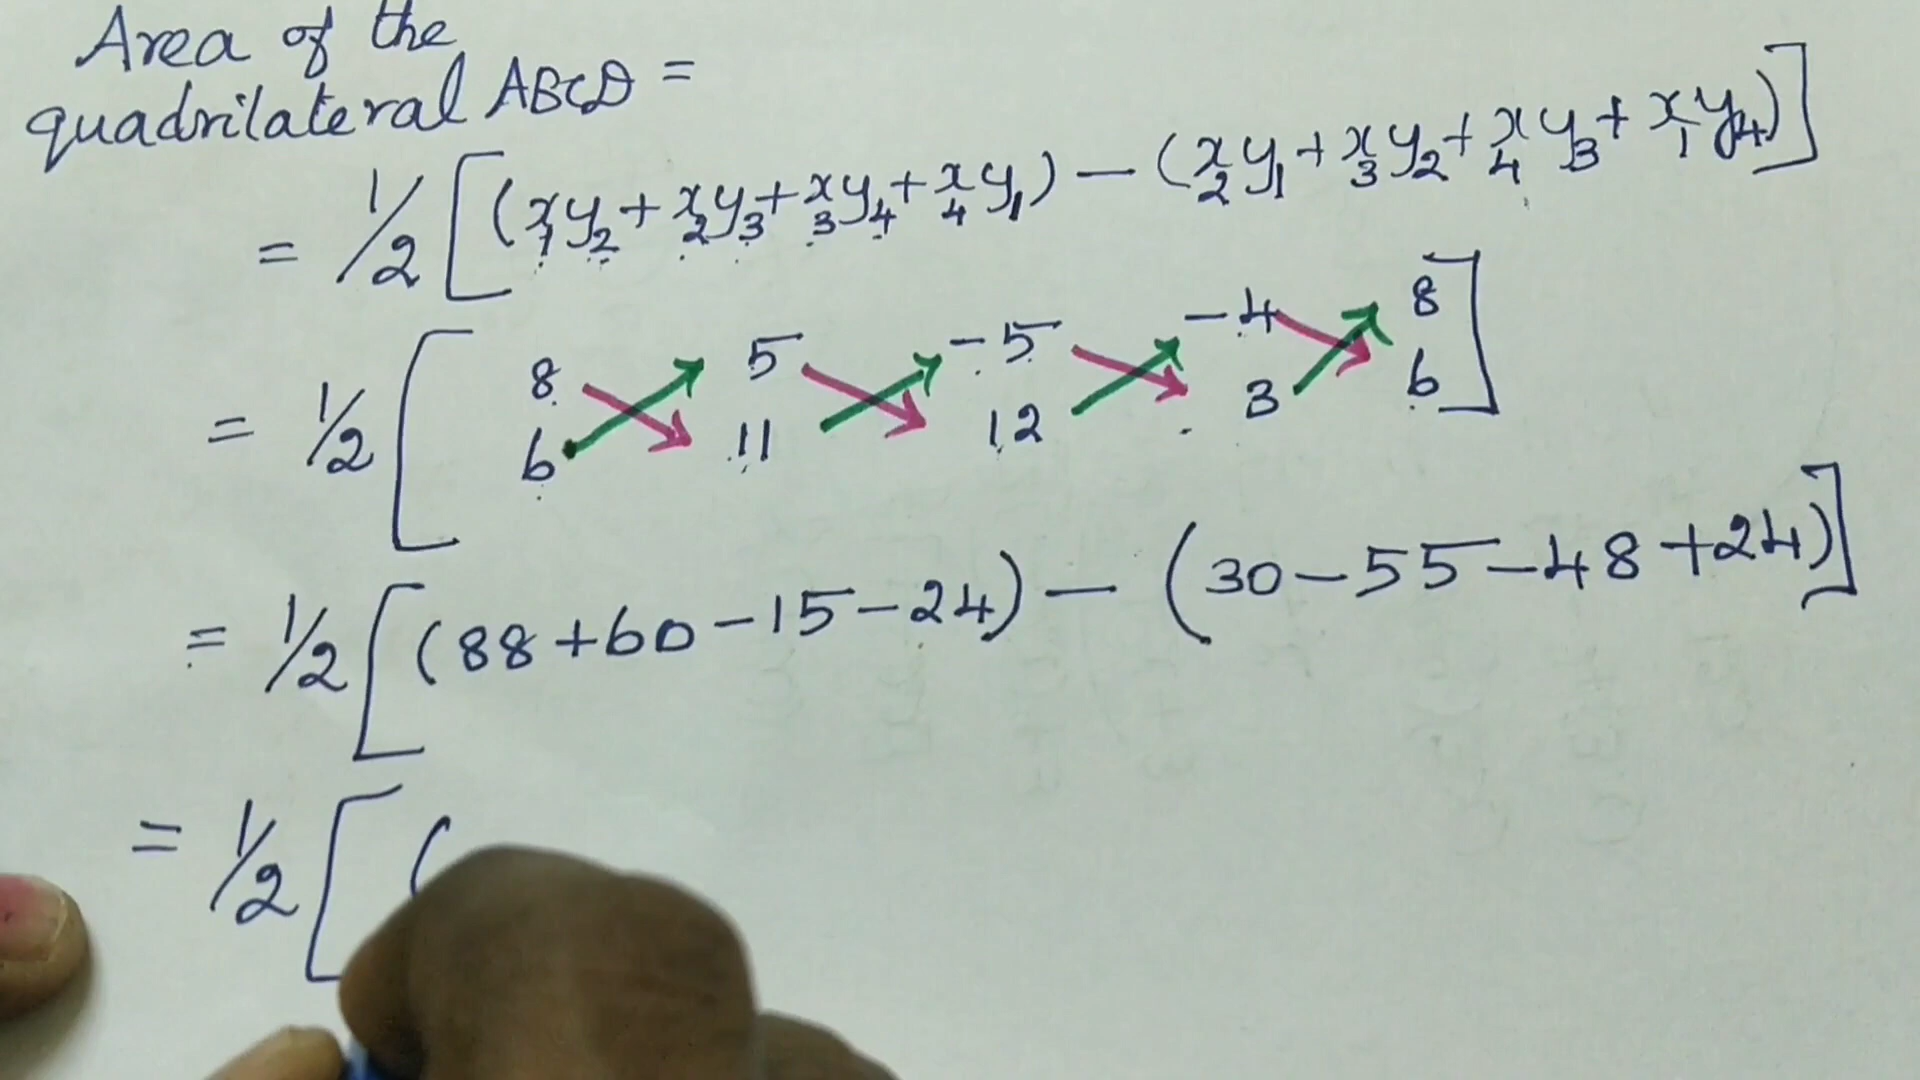 Area of the
quadrilateral ABCD =
= 1/2 [(x₁y₂ + x₂y₃ + x₃y₄ + x₄y₁) − (x₂y₁ + x₃y₂ + x₄y₃ + x₁y₄)]
= 1/2 [ 8 5 −5 −4 8 ]
6 11 12 3 6
= 1/2 [(88 + 60 − 15 − 24) − (30 − 55 − 48 + 24)]
= 1/2 [ (